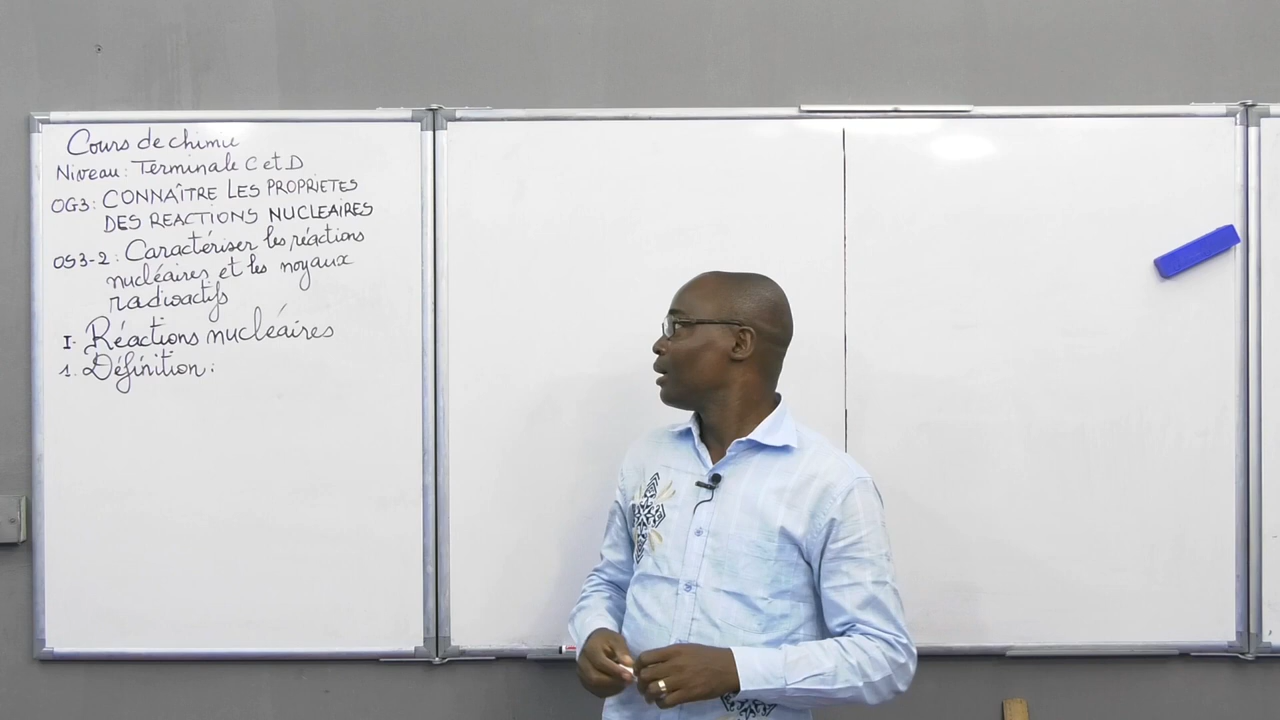 Cours de chimie
Niveau : Terminale C et D
OG3 : CONNAÎTRE LES PROPRIETES
DES REACTIONS NUCLEAIRES
OS3-2 : Caractériser les réactions
nucléaires et les noyaux
radioactifs
I- Réactions nucléaires
1. Définition :